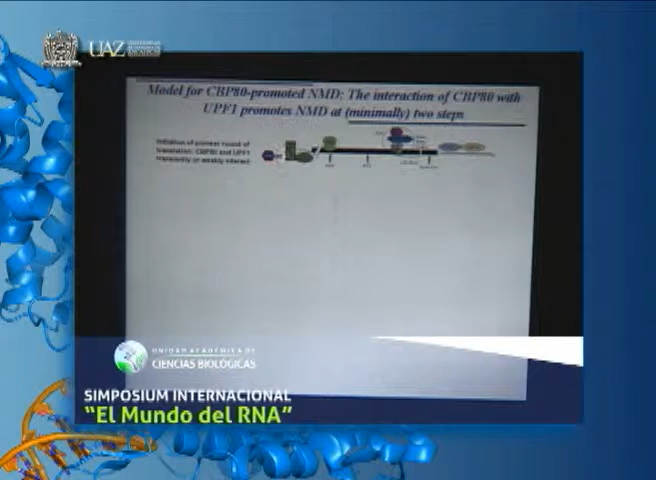 UAZ
Model for CBP80-promoted NMD: The interaction of CBP80 with
UPF1 promotes NMD at (minimally) two steps
Initiation of pioneer round of
translation: CBP80 and UPF1
transiently or weakly interact
UNIDAD ACADÉMICA DE
CIENCIAS BIOLÓGICAS
SIMPOSIUM INTERNACIONAL
"El Mundo del RNA"